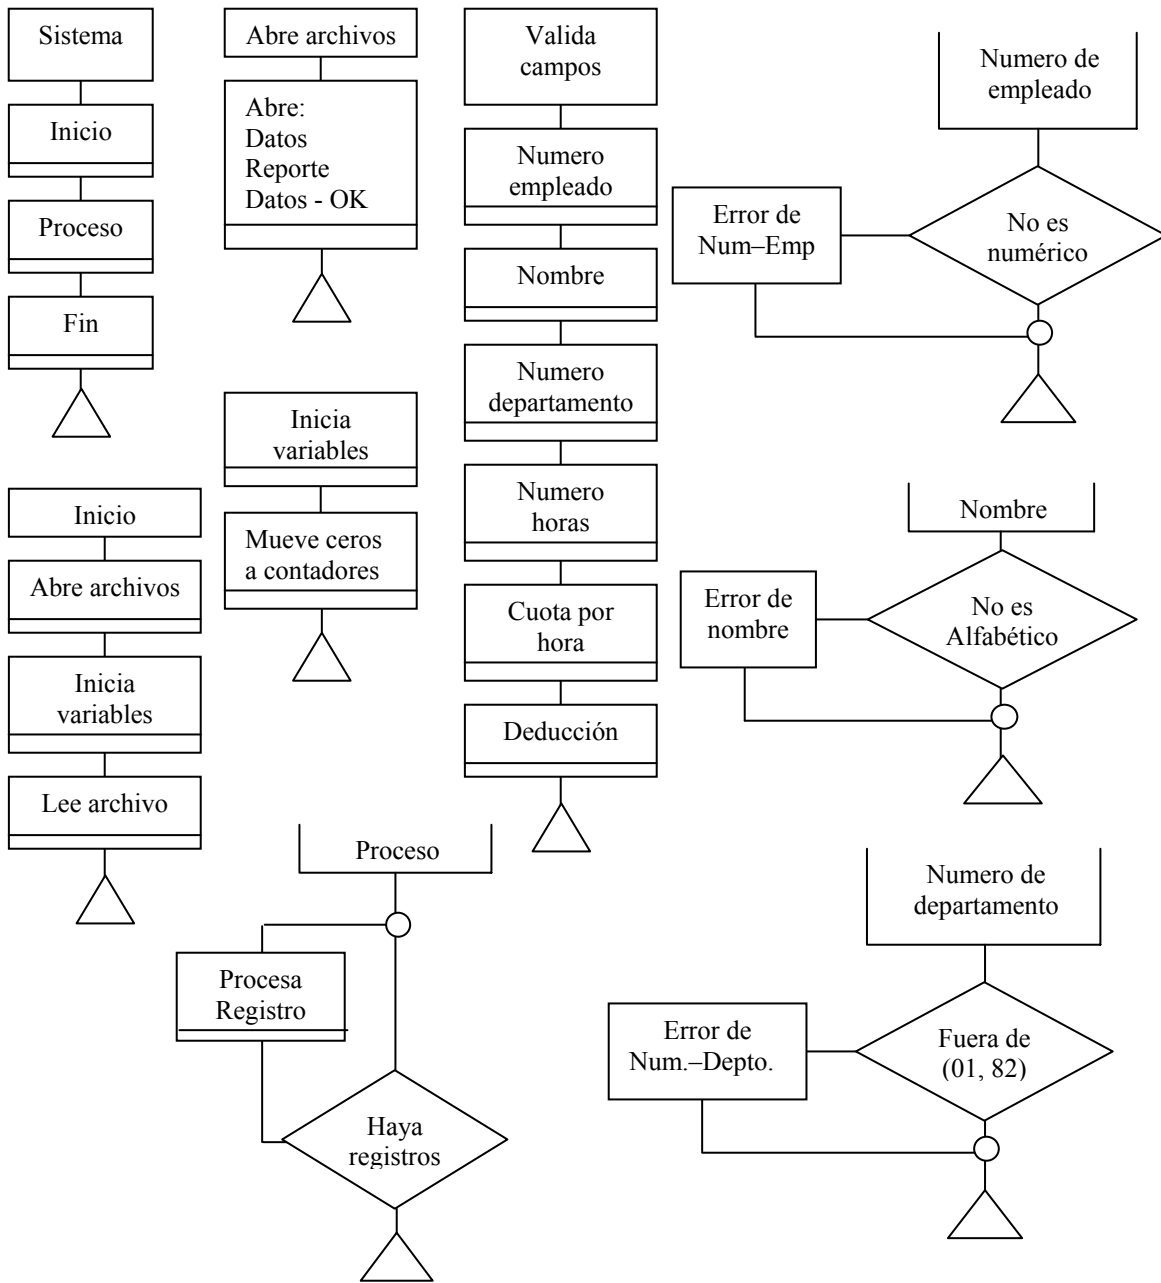 Sistema
Inicio
Proceso
Fin
Inicio
Abre archivos
Inicia
variables
Lee archivo
Abre archivos
Abre:
Datos
Reporte
Datos - OK
Inicia
variables
Mueve ceros
a contadores
Proceso
Procesa
Registro
Haya
registros
Valida
campos
Numero
empleado
Nombre
Numero
departamento
Numero
horas
Cuota por
hora
Deducción
Numero de
empleado
No es
numérico
Error de
Num–Emp
Nombre
No es
Alfabético
Error de
nombre
Numero de
departamento
Fuera de
(01, 82)
Error de
Num.–Depto.